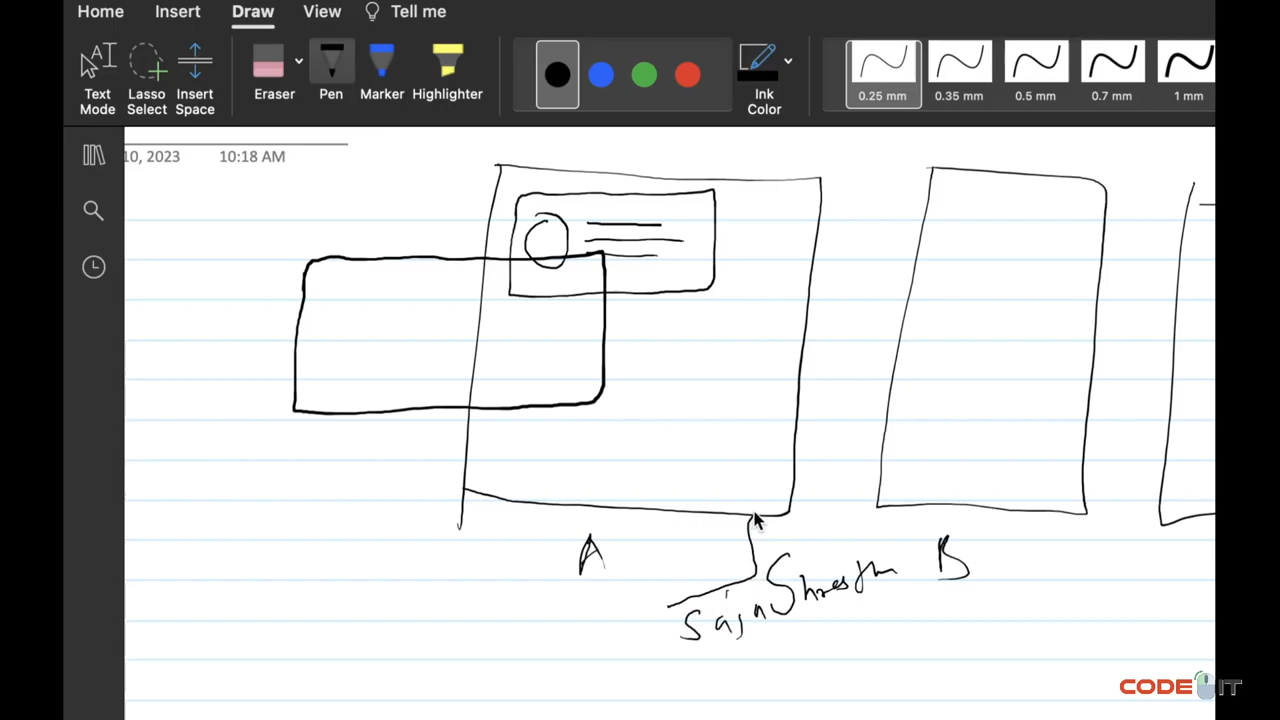 Home Insert Draw View Tell me
Text Mode
Lasso Select
Insert Space
Eraser
Pen
Marker
Highlighter
Ink Color
0.25 mm
0.35 mm
0.5 mm
0.7 mm
1 mm
10, 2023 10:18 AM
A
B
Shrestha
CODE IT